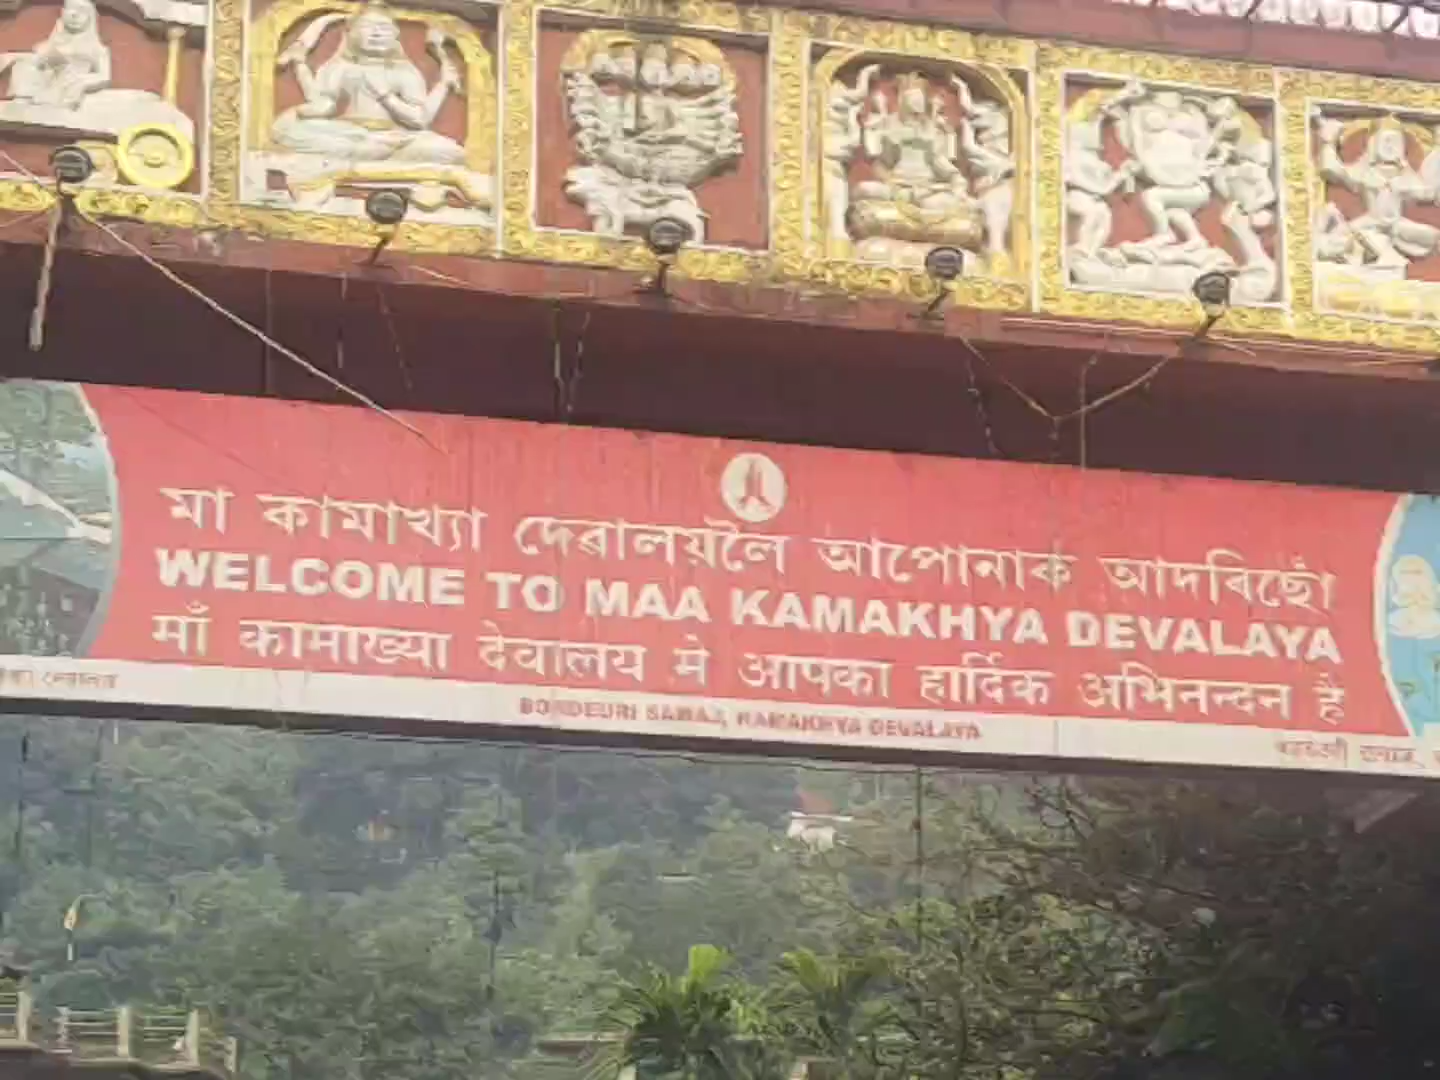 মা কামাখ্যা দেৱালয়লৈ আপোনাক আদৰিছোঁ
WELCOME TO MAA KAMAKHYA DEVALAYA
माँ कामाख्या देवालय मे आपका हार्दिक अभिनन्दन है
BORDEURI SAMAJ, KAMAKHYA DEVALAYA